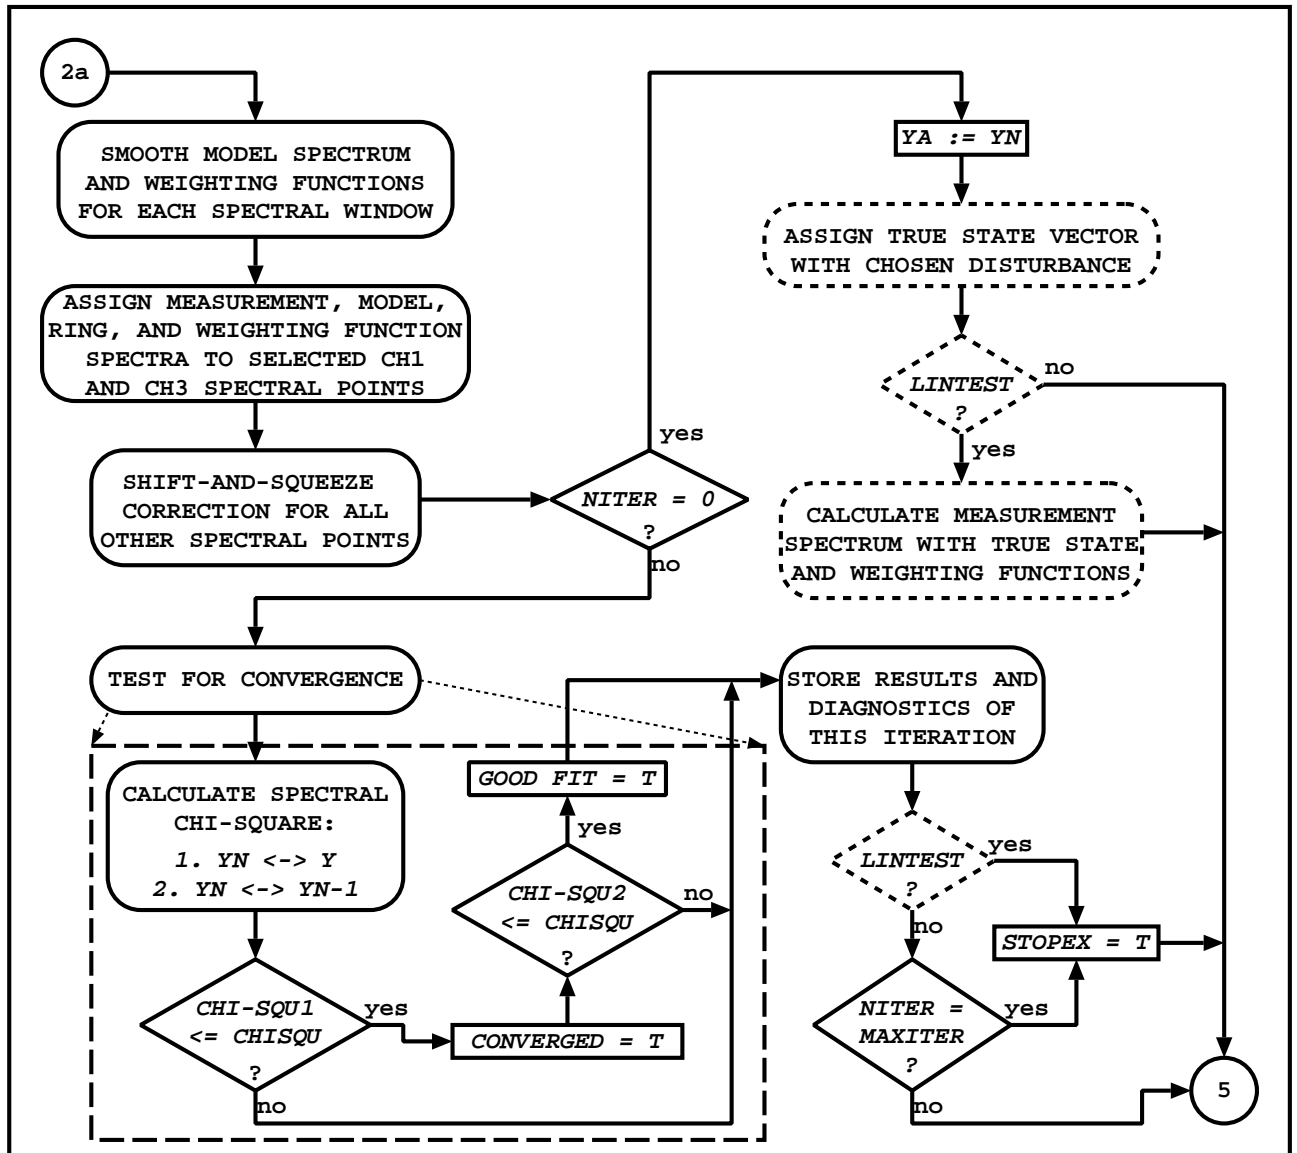 2a
SMOOTH MODEL SPECTRUM
AND WEIGHTING FUNCTIONS
FOR EACH SPECTRAL WINDOW
ASSIGN MEASUREMENT, MODEL,
RING, AND WEIGHTING FUNCTION
SPECTRA TO SELECTED CH1
AND CH3 SPECTRAL POINTS
SHIFT-AND-SQUEEZE
CORRECTION FOR ALL
OTHER SPECTRAL POINTS
NITER = 0
?
yes
no
YA := YN
ASSIGN TRUE STATE VECTOR
WITH CHOSEN DISTURBANCE
LINTEST
?
no
yes
CALCULATE MEASUREMENT
SPECTRUM WITH TRUE STATE
AND WEIGHTING FUNCTIONS
TEST FOR CONVERGENCE
CALCULATE SPECTRAL
CHI-SQUARE:
1. YN <-> Y
2. YN <-> YN-1
CHI-SQU1
<= CHISQU
?
yes
no
CONVERGED = T
CHI-SQU2
<= CHISQU
?
yes
no
GOOD FIT = T
STORE RESULTS AND
DIAGNOSTICS OF
THIS ITERATION
LINTEST
?
yes
no
STOPEX = T
NITER =
MAXITER
?
yes
no
5